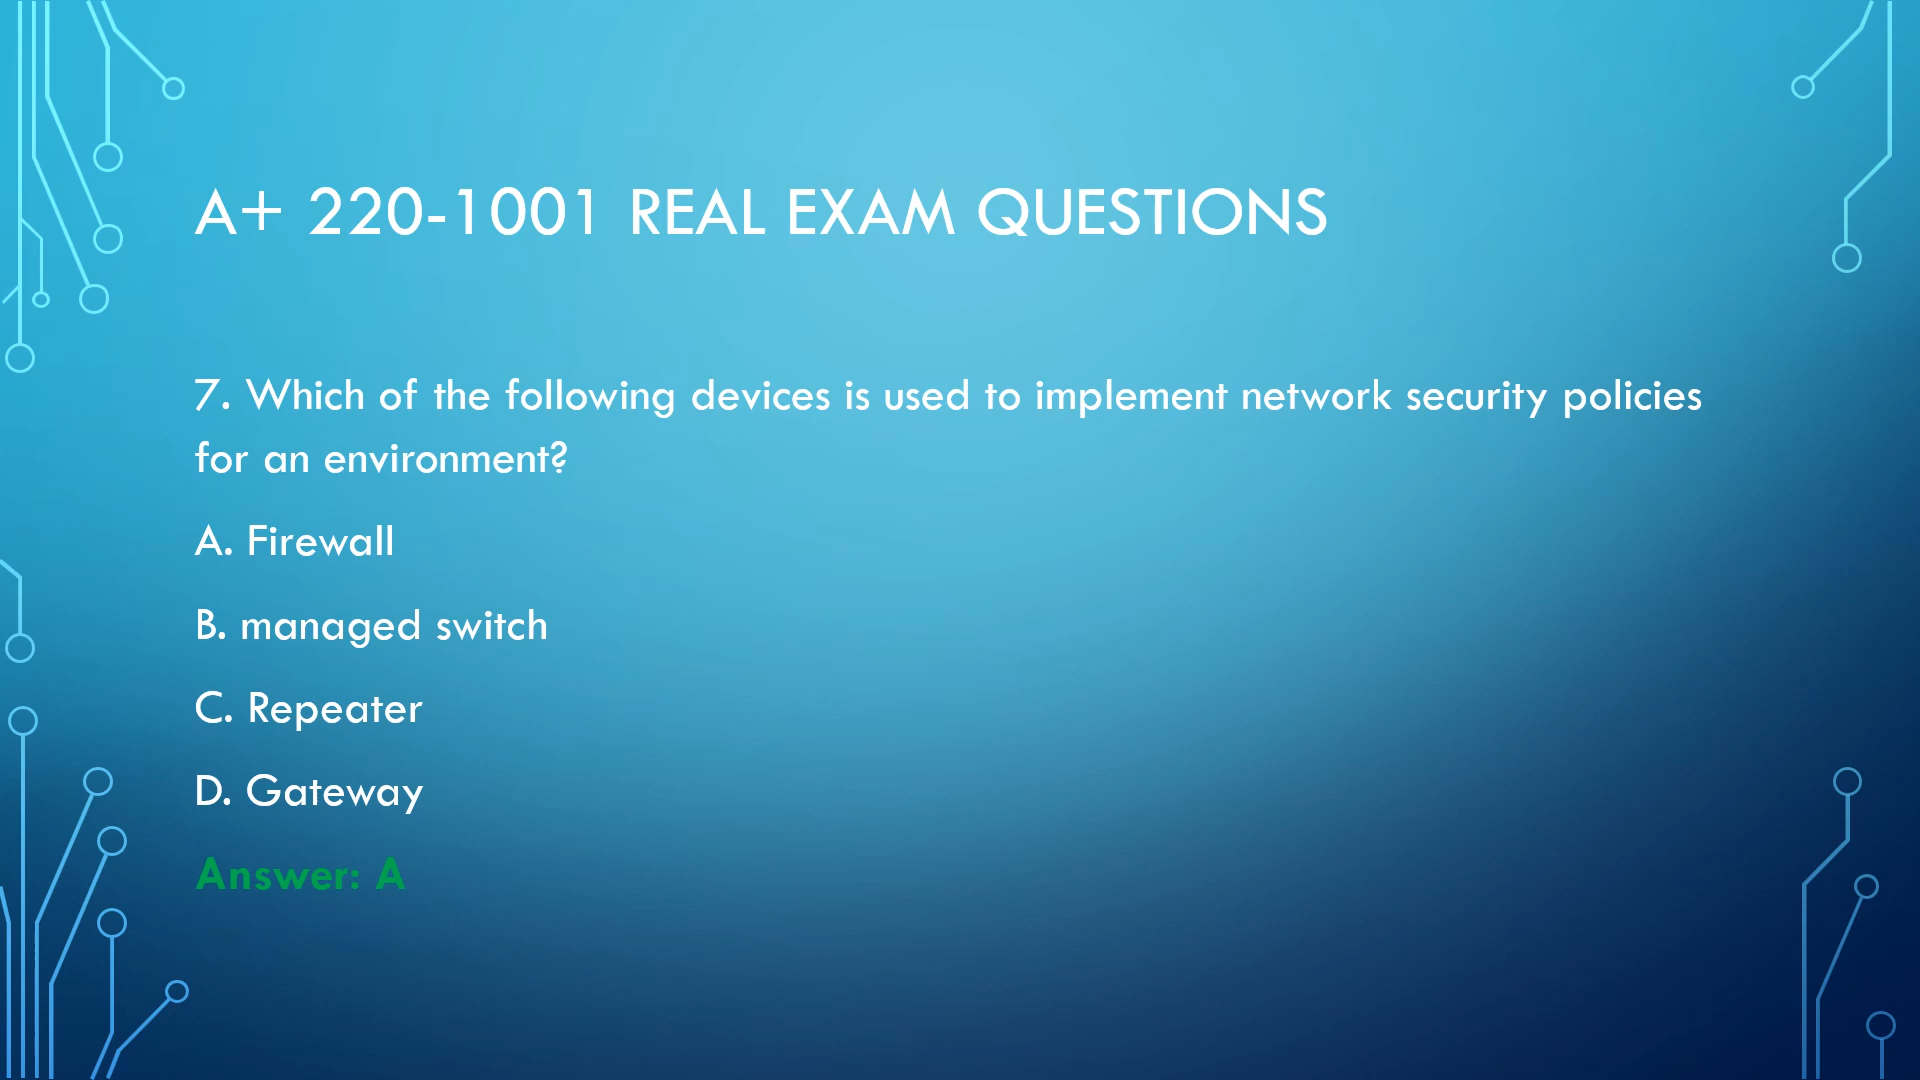 A+ 220-1001 REAL EXAM QUESTIONS
7. Which of the following devices is used to implement network security policies
for an environment?
A. Firewall
B. managed switch
C. Repeater
D. Gateway
Answer: A